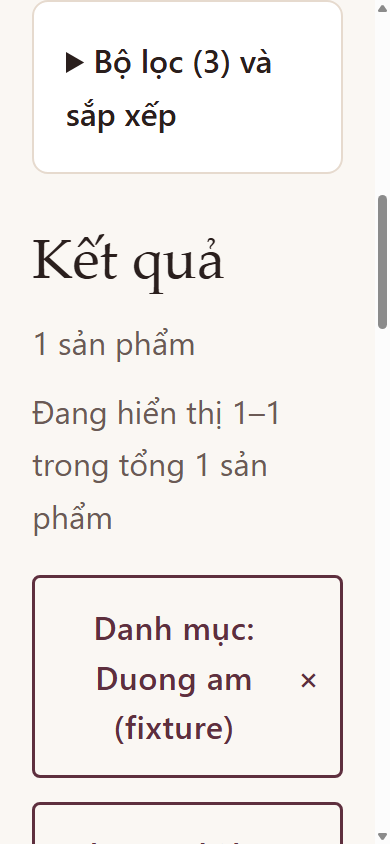 ▶ Bộ lọc (3) và
sắp xếp
Kết quả
1 sản phẩm
Đang hiển thị 1–1
trong tổng 1 sản
phẩm
Danh mục:
Duong am
(fixture)
×